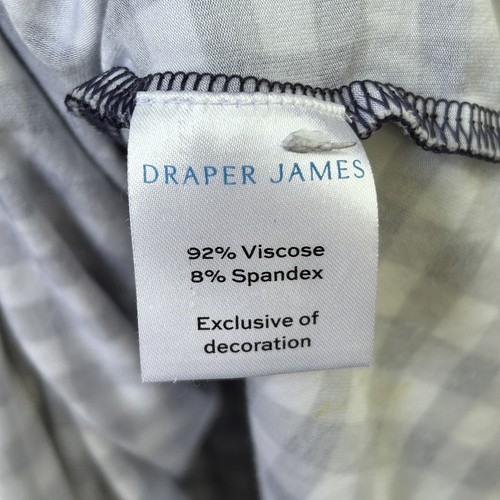 DRAPER JAMES
92% Viscose
8% Spandex
Exclusive of
decoration